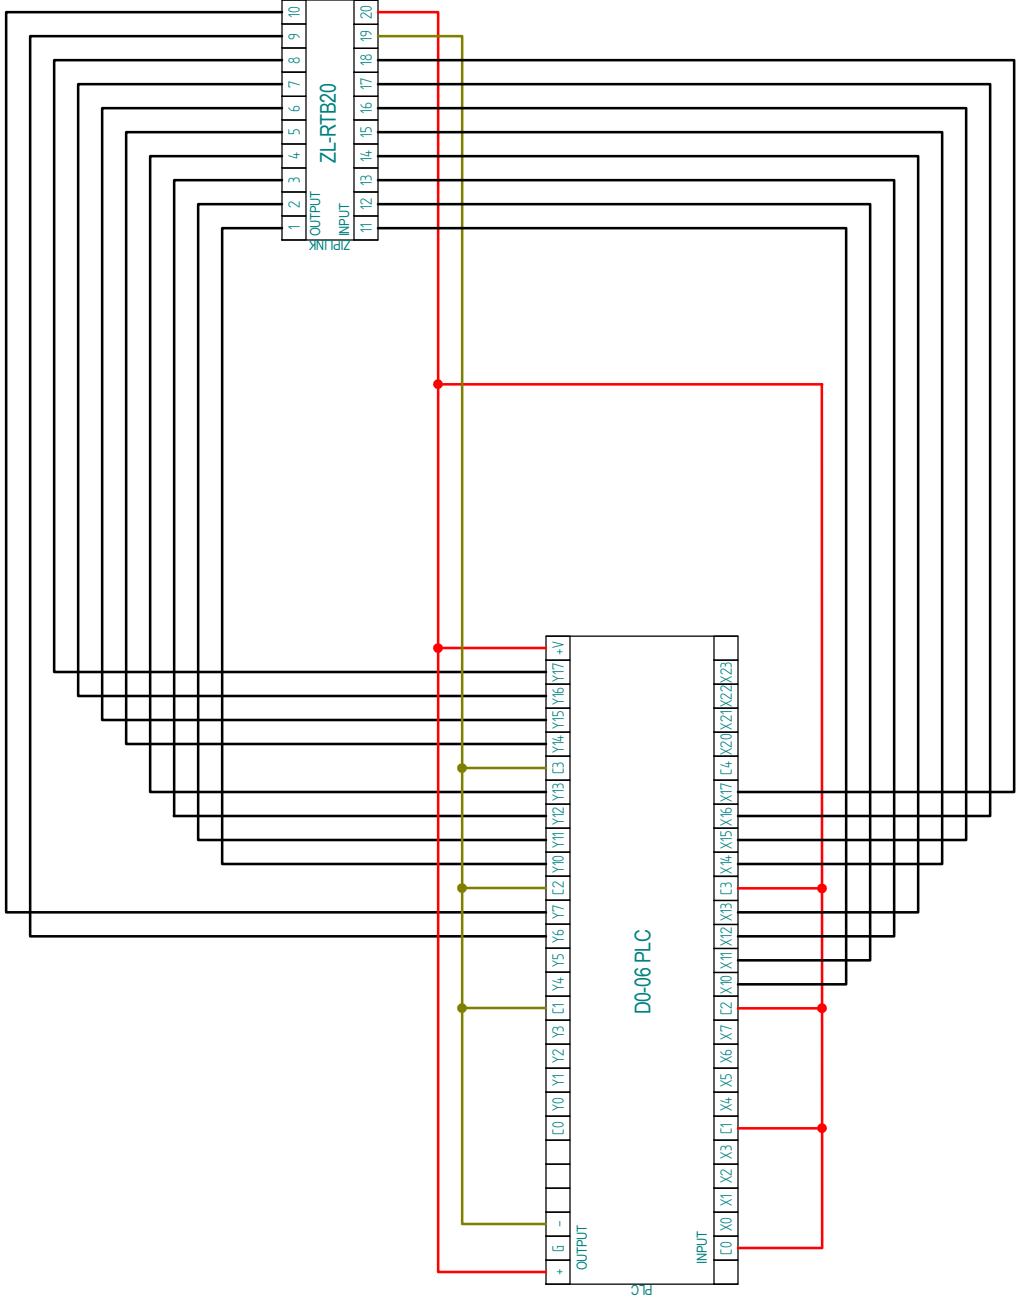 10
9
8
7
6
5
4
3
2
1
OUTPUT
ZL-RTB20
INPUT
20
19
18
17
16
15
14
13
12
11
ZIPLINK
+V
Y17
Y16
Y15
Y14
C3
Y13
Y12
Y11
Y10
C2
Y7
Y6
Y5
Y4
C1
Y3
Y2
Y1
Y0
C0
-
G
+
OUTPUT
D0-06 PLC
INPUT
X23
X22
X21
X20
C4
X17
X16
X15
X14
C3
X13
X12
X11
X10
C2
X7
X6
X5
X4
C1
X3
X2
X1
X0
C0
PLC